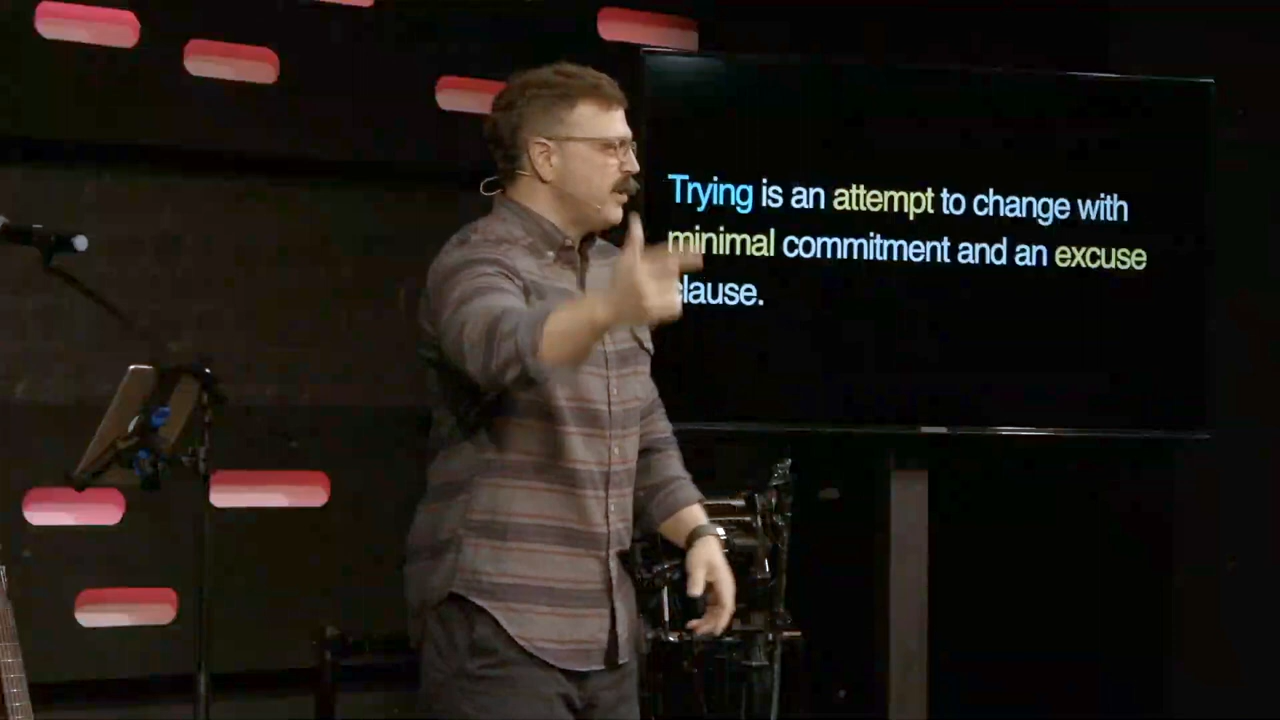 Trying is an attempt to change with
minimal commitment and an excuse
clause.